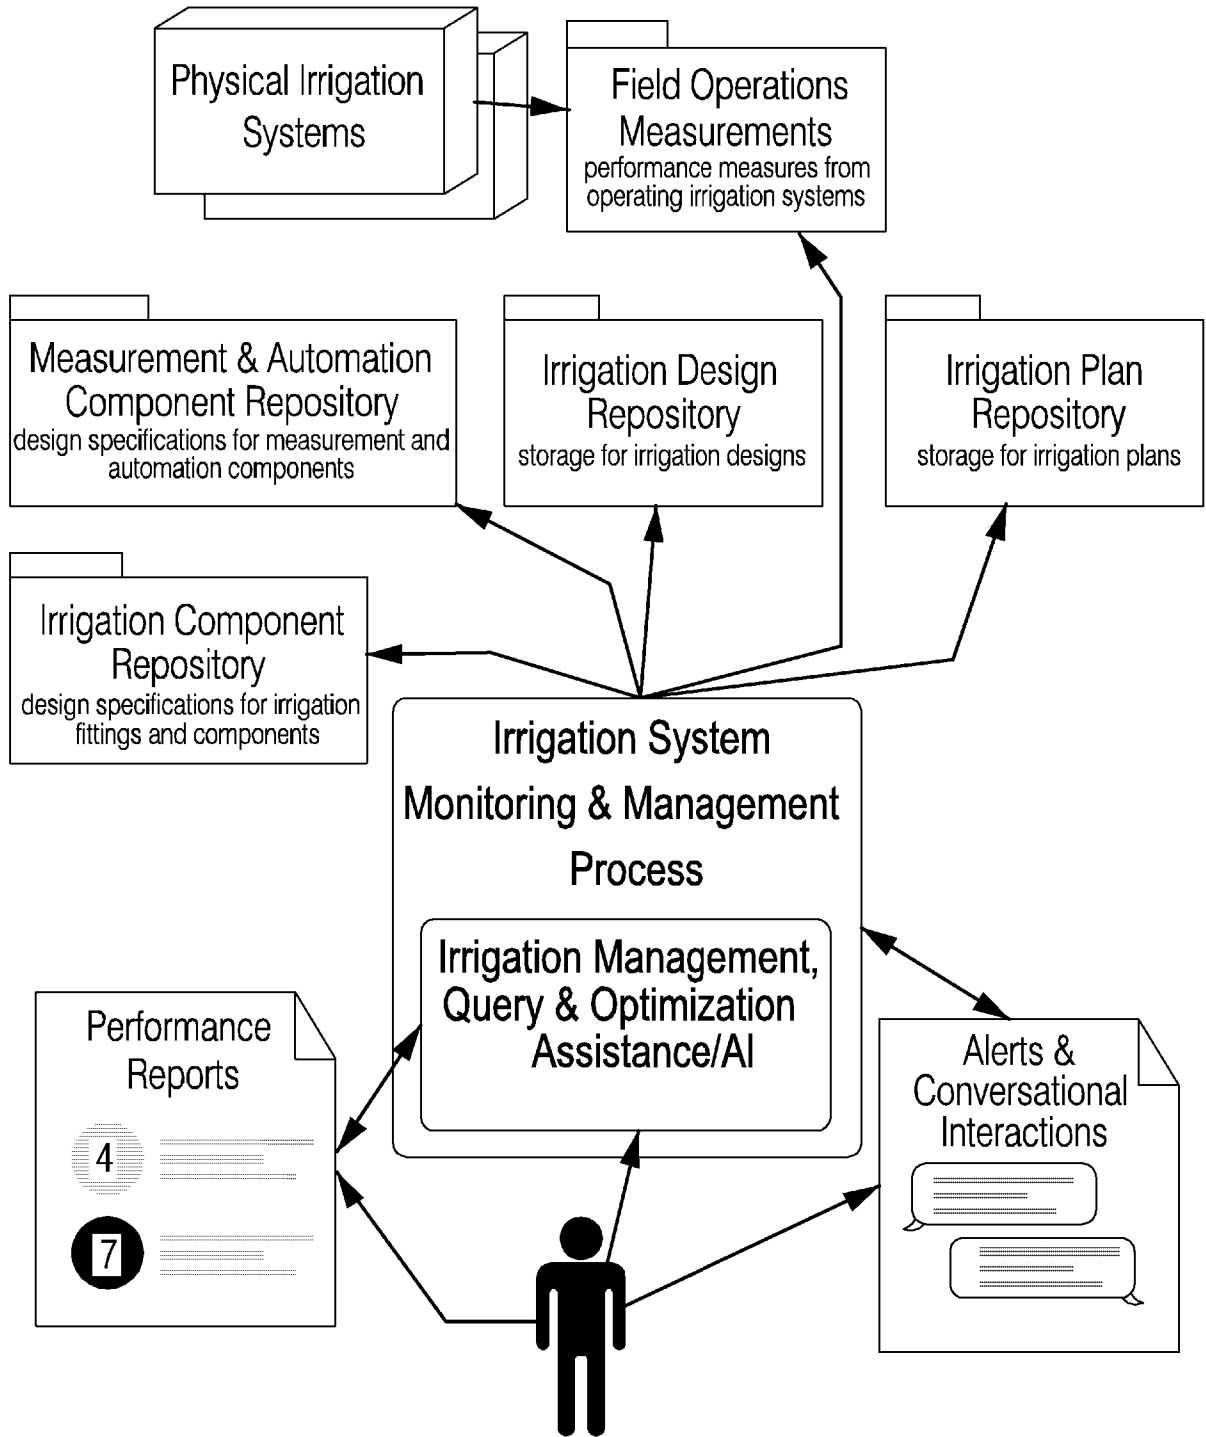 Physical Irrigation
Systems
Field Operations
Measurements
performance measures from
operating irrigation systems
Measurement & Automation
Component Repository
design specifications for measurement and
automation components
Irrigation Design
Repository
storage for irrigation designs
Irrigation Plan
Repository
storage for irrigation plans
Irrigation Component
Repository
design specifications for irrigation
fittings and components
Irrigation System
Monitoring & Management
Process
Irrigation Management,
Query & Optimization
Assistance/AI
Performance
Reports
4
7
Alerts &
Conversational
Interactions